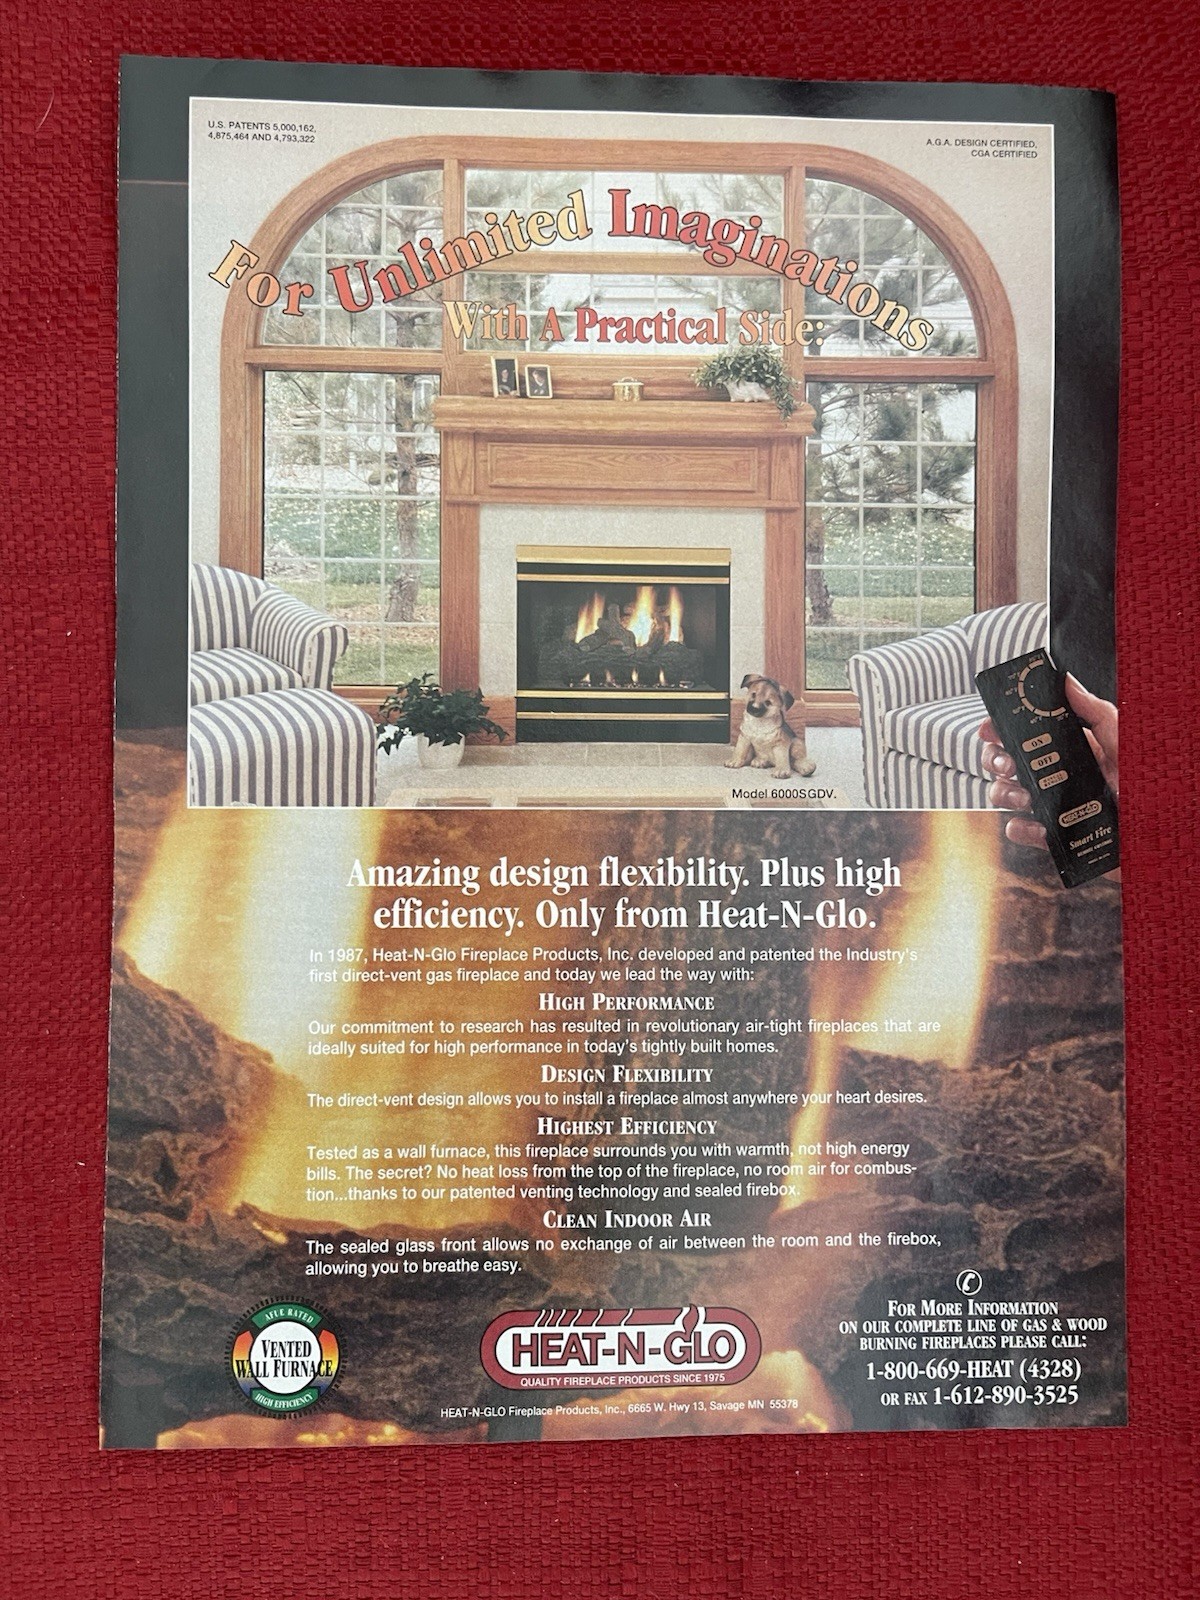 U.S. PATENTS 5,000,162,
4,875,464 AND 4,793,322
A.G.A. DESIGN CERTIFIED,
CGA CERTIFIED
For Unlimited Imaginations
With A Practical Side:
ON
OFF
HEAT-N-GLO
Smart Fire
Model 6000SGDV.
Amazing design flexibility. Plus high
efficiency. Only from Heat-N-Glo.
In 1987, Heat-N-Glo Fireplace Products, Inc. developed and patented the Industry's
first direct-vent gas fireplace and today we lead the way with:
HIGH PERFORMANCE
Our commitment to research has resulted in revolutionary air-tight fireplaces that are
ideally suited for high performance in today's tightly built homes.
DESIGN FLEXIBILITY
The direct-vent design allows you to install a fireplace almost anywhere your heart desires.
HIGHEST EFFICIENCY
Tested as a wall furnace, this fireplace surrounds you with warmth, not high energy
bills. The secret? No heat loss from the top of the fireplace, no room air for combus-
tion...thanks to our patented venting technology and sealed firebox.
CLEAN INDOOR AIR
The sealed glass front allows no exchange of air between the room and the firebox,
allowing you to breathe easy.
AFUE RATED
VENTED
WALL FURNACE
HIGH EFFICIENCY
HEAT-N-GLO
QUALITY FIREPLACE PRODUCTS SINCE 1975
HEAT-N-GLO Fireplace Products, Inc., 6665 W. Hwy 13, Savage MN 55378
FOR MORE INFORMATION
ON OUR COMPLETE LINE OF GAS & WOOD
BURNING FIREPLACES PLEASE CALL:
1-800-669-HEAT (4328)
OR FAX 1-612-890-3525